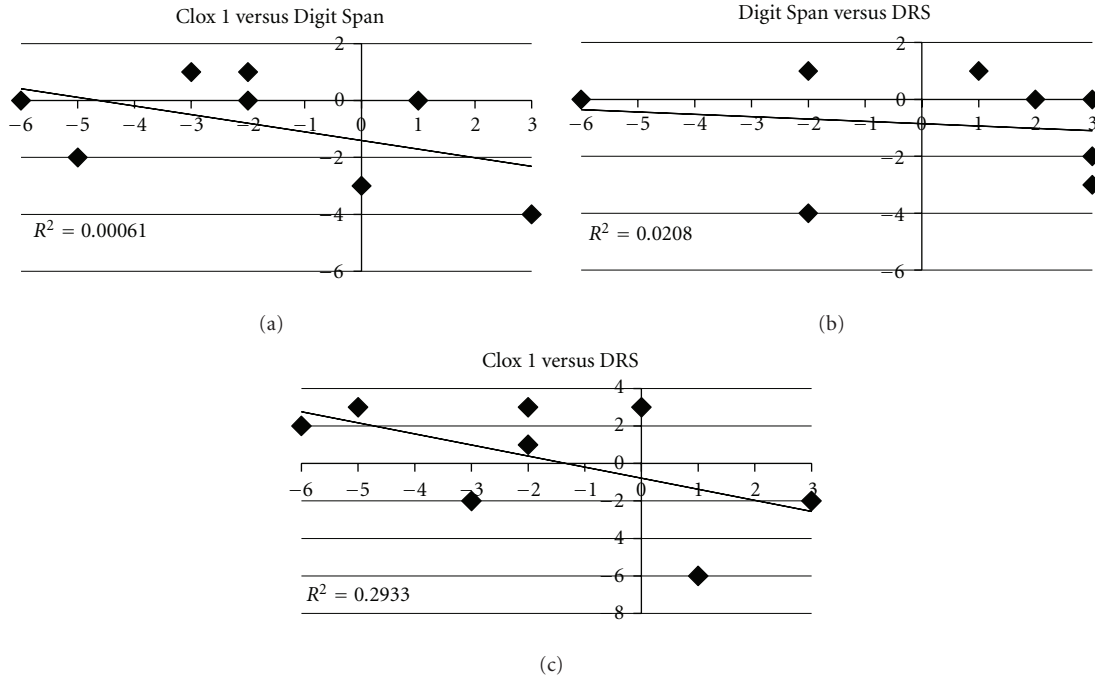 Clox 1 versus Digit Span
2
0
−6 −5 −4 −3 −2 −1 0 1 2 3
−2
−4
−6
R² = 0.00061
(a)
Digit Span versus DRS
2
0
−6 −5 −4 −3 −2 −1 0 1 2 3
−2
−4
−6
R² = 0.0208
(b)
Clox 1 versus DRS
4
2
0
−6 −5 −4 −3 −2 −1 0 1 2 3
−2
−4
−6
8
R² = 0.2933
(c)